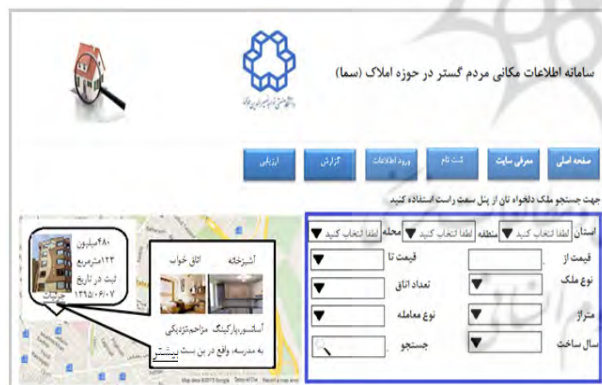 سامانه اطلاعات مکانی مردم گستر در حوزه املاک (سما)
صفحه اصلی معرفی سایت ثبت نام ورود اطلاعات گزارش ارزیابی
جهت جستجو ملک دلخواه تان از پنل سمت راست استفاده کنید
استان لطفا انتخاب کنید منطقه لطفا انتخاب کنید محله لطفا انتخاب کنید
قیمت از قیمت تا
نوع ملک تعداد اتاق
متراژ نوع معامله
سال ساخت جستجو
آشپزخانه اتاق خواب
آسانسور،پارکینگ مزاحم،نزدیکی
به مدرسه، واقع در بن بست بیشتر
۴۸۰میلیون
۱۲۳مترمربع
ثبت در تاریخ
۱۳۹۵/۰۶/۰۷
جزئیات